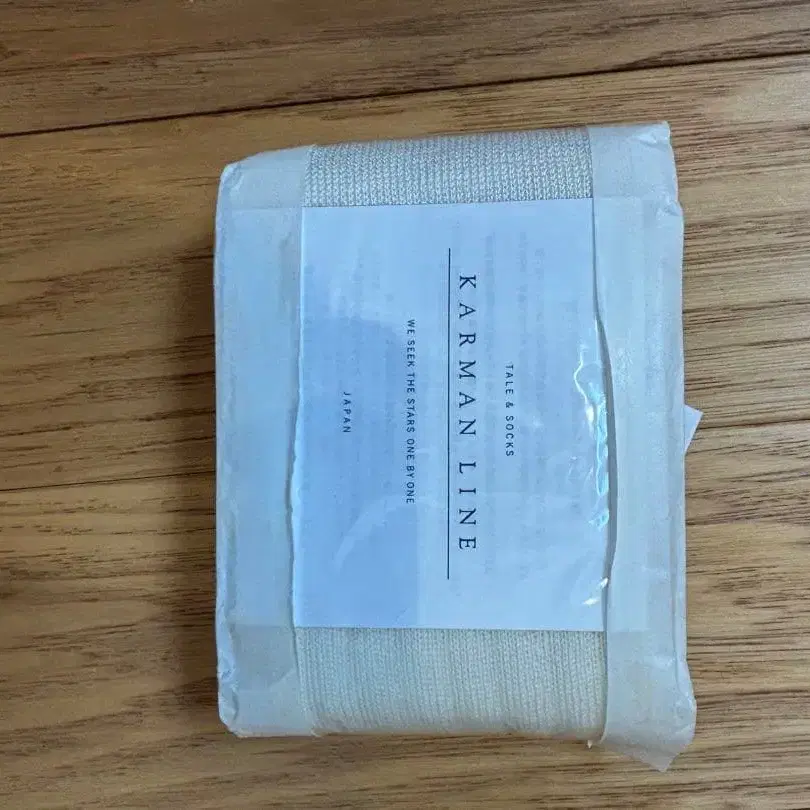 TALE & SOCKS
KARMAN LINE
WE SEEK THE STARS ONE BY ONE
JAPAN